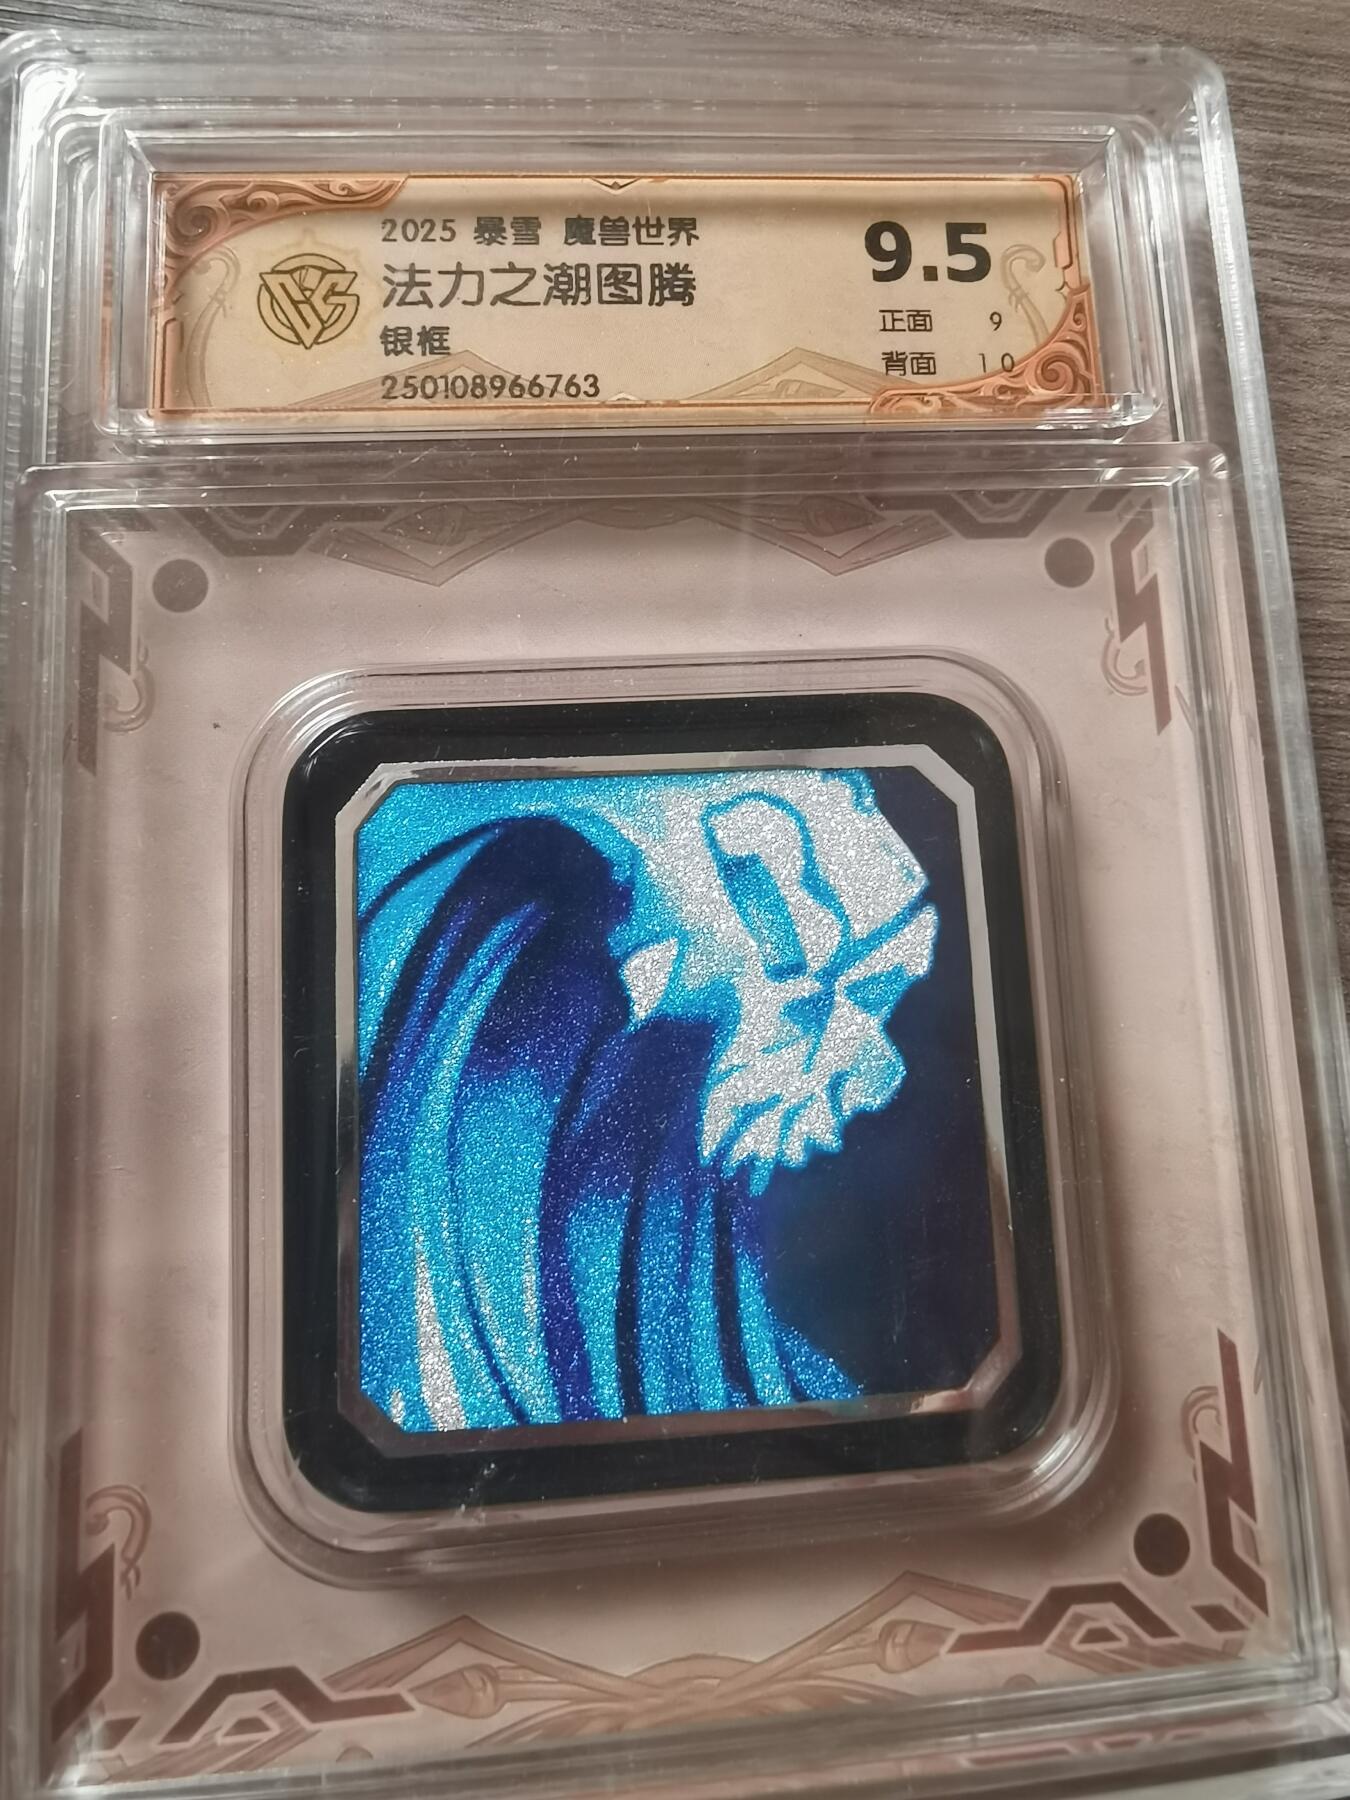 2025 暴雪 魔兽世界
法力之潮图腾
银框
250108966763
9.5
正面 9
背面 10